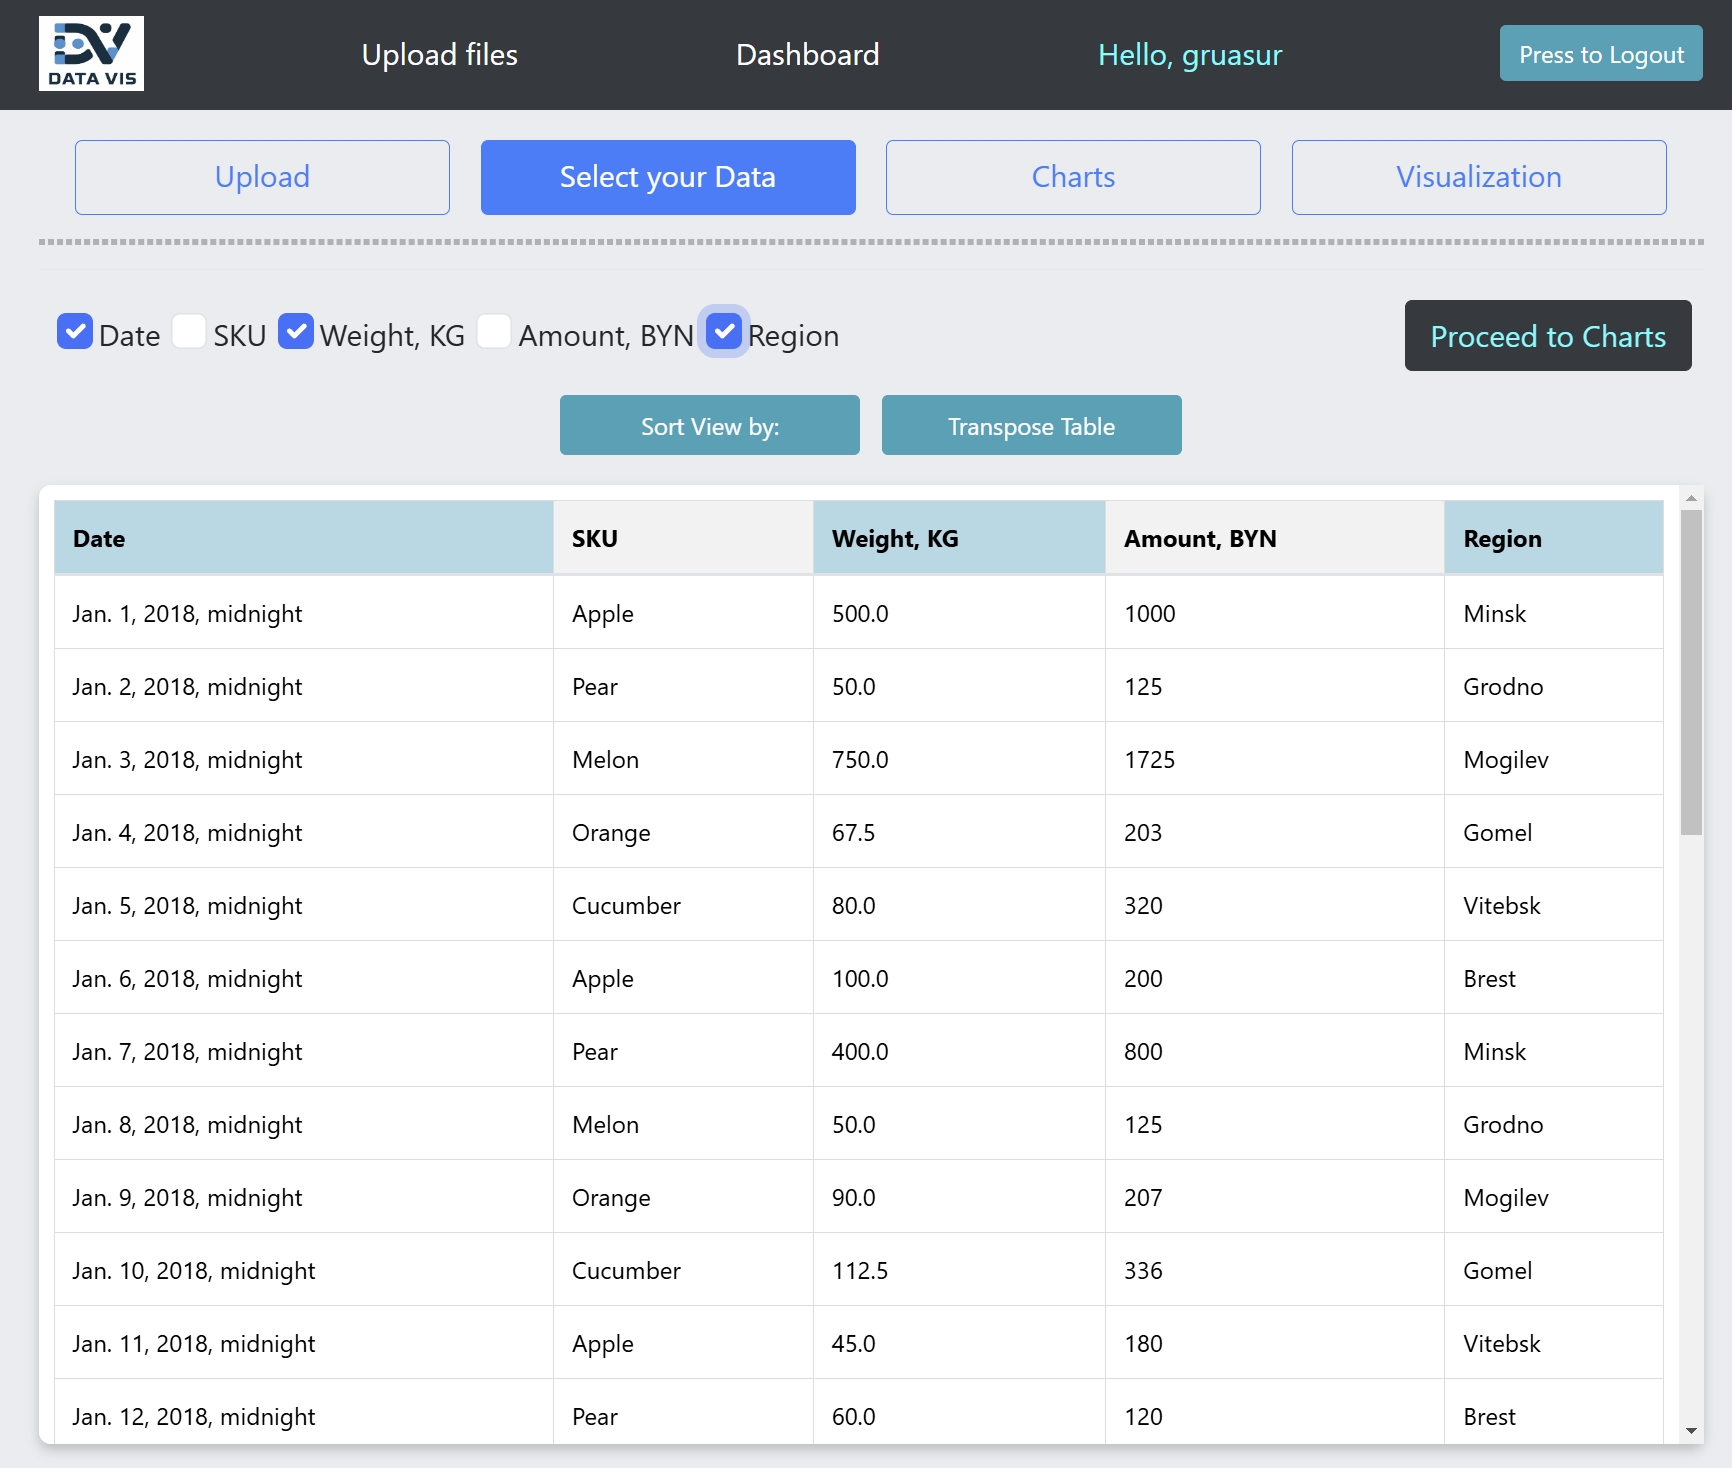 DATA VIS
Upload files Dashboard Hello, gruasur Press to Logout
Upload Select your Data Charts Visualization
Date SKU Weight, KG Amount, BYN Region Proceed to Charts
Sort View by: Transpose Table
Date SKU Weight, KG Amount, BYN Region
Jan. 1, 2018, midnight Apple 500.0 1000 Minsk
Jan. 2, 2018, midnight Pear 50.0 125 Grodno
Jan. 3, 2018, midnight Melon 750.0 1725 Mogilev
Jan. 4, 2018, midnight Orange 67.5 203 Gomel
Jan. 5, 2018, midnight Cucumber 80.0 320 Vitebsk
Jan. 6, 2018, midnight Apple 100.0 200 Brest
Jan. 7, 2018, midnight Pear 400.0 800 Minsk
Jan. 8, 2018, midnight Melon 50.0 125 Grodno
Jan. 9, 2018, midnight Orange 90.0 207 Mogilev
Jan. 10, 2018, midnight Cucumber 112.5 336 Gomel
Jan. 11, 2018, midnight Apple 45.0 180 Vitebsk
Jan. 12, 2018, midnight Pear 60.0 120 Brest